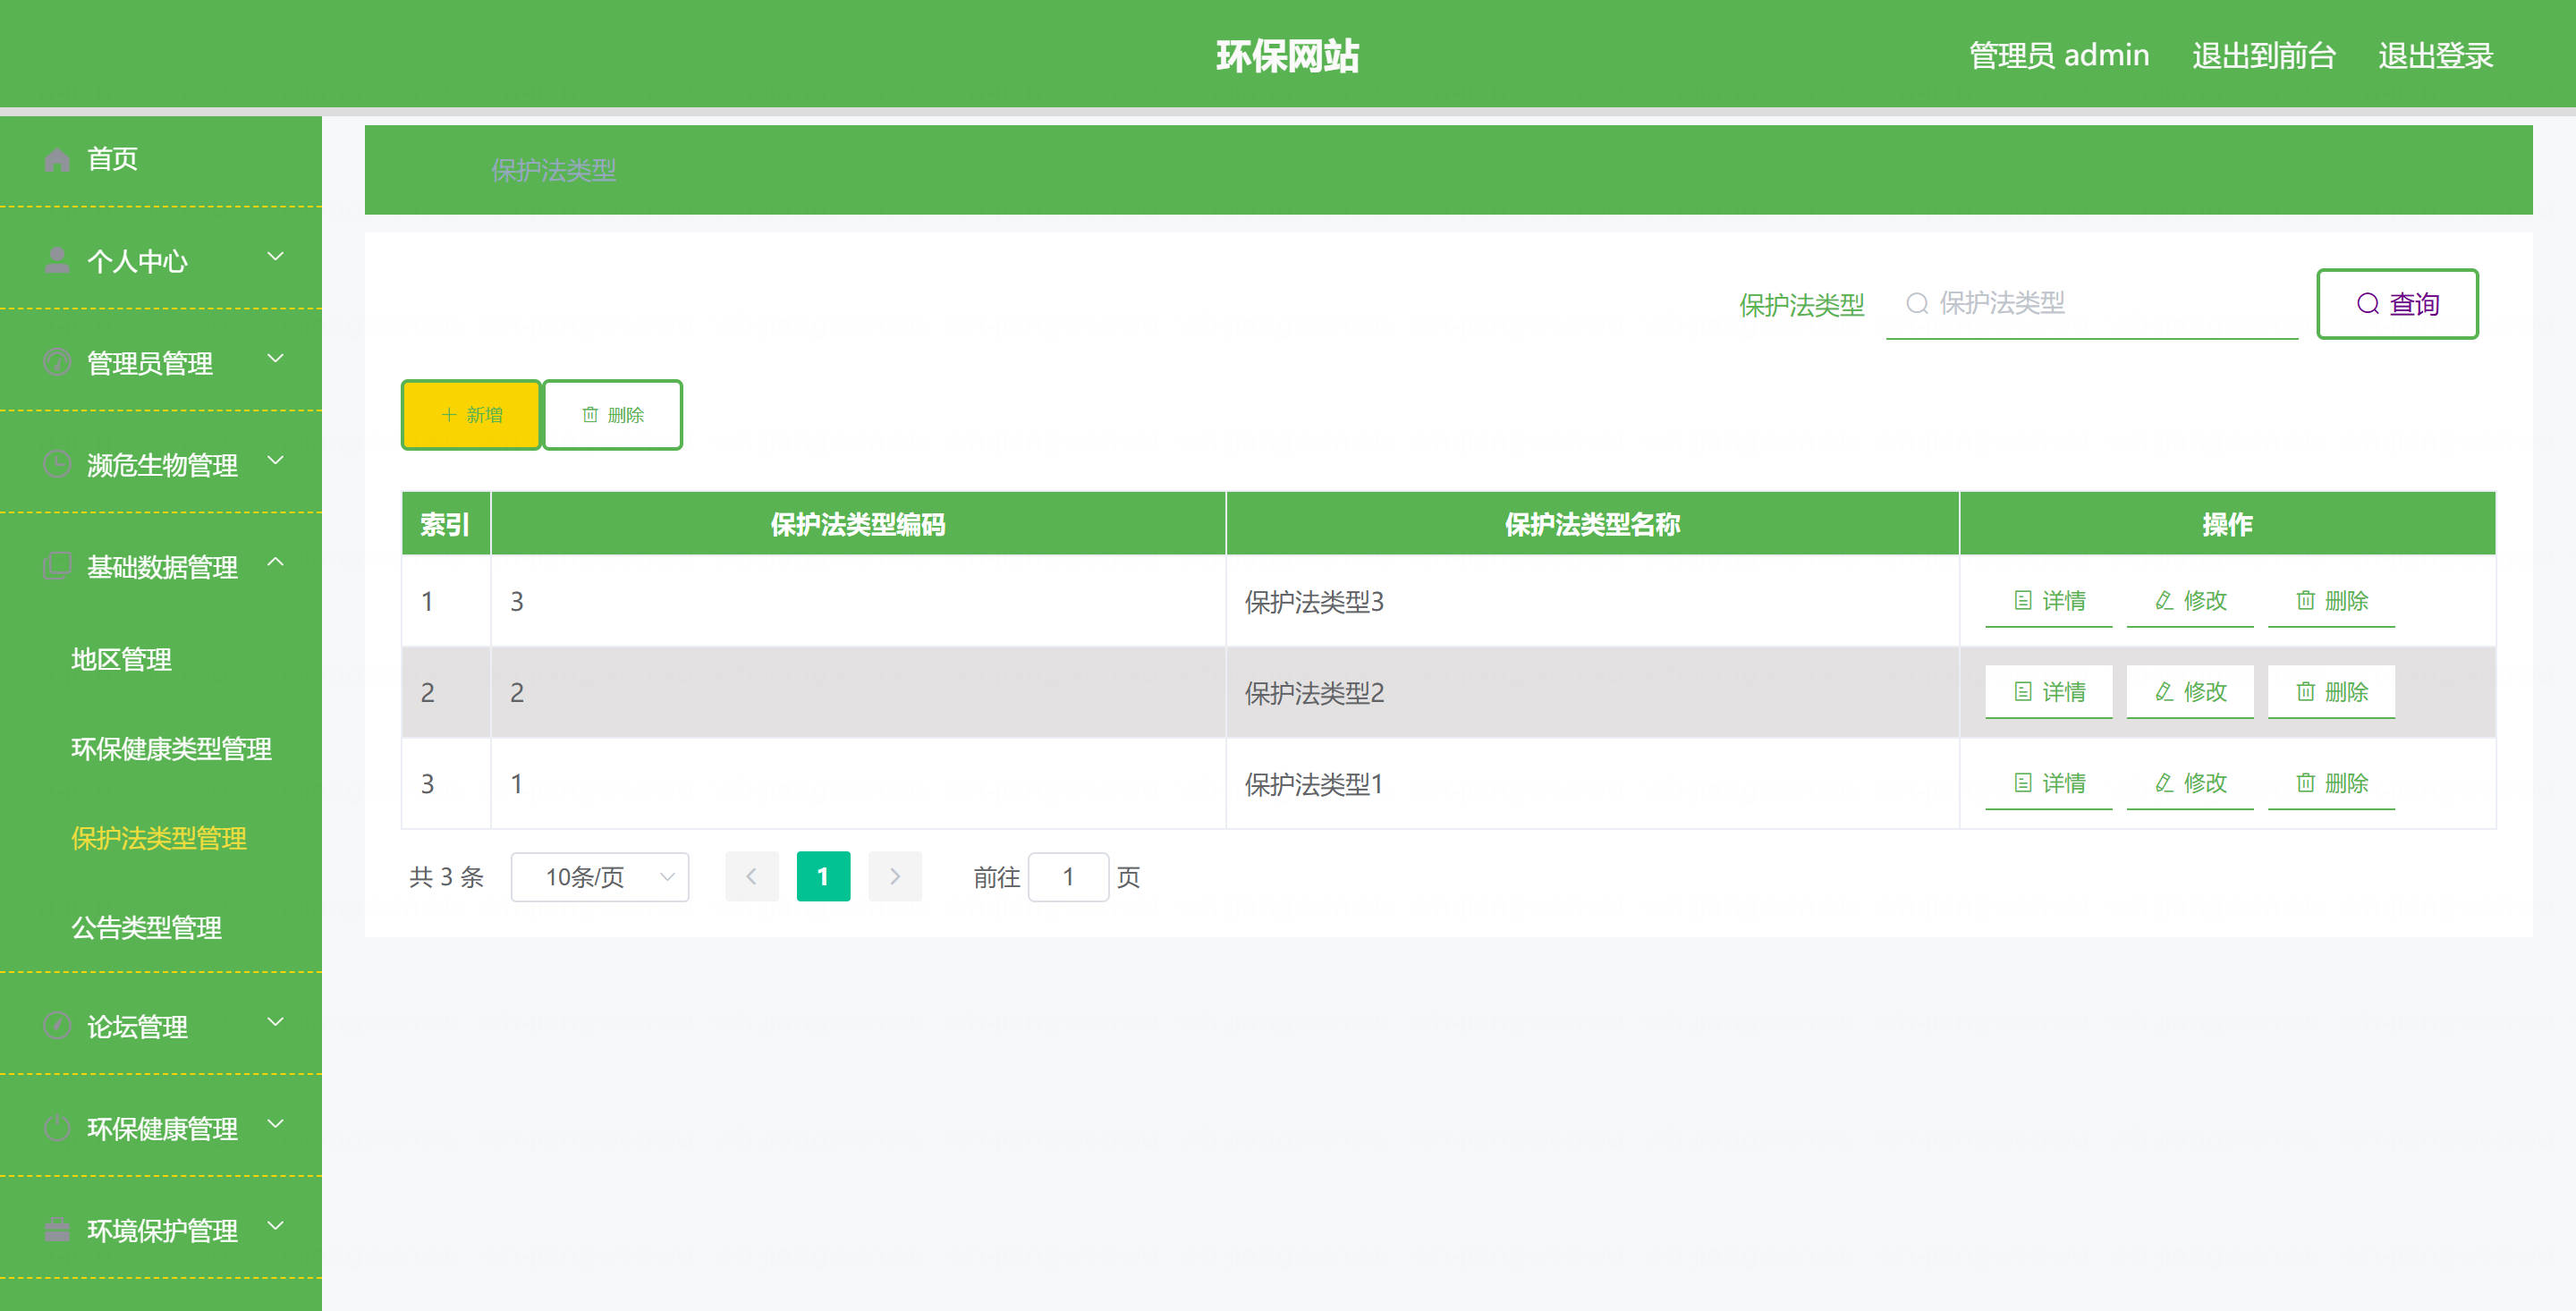 环保网站
管理员 admin 退出到前台 退出登录
首页
个人中心
管理员管理
濒危生物管理
基础数据管理
地区管理
环保健康类型管理
保护法类型管理
公告类型管理
论坛管理
环保健康管理
环境保护管理
保护法类型
保护法类型 保护法类型 查询
新增 删除
索引 保护法类型编码 保护法类型名称 操作
1 3 保护法类型3 详情 修改 删除
2 2 保护法类型2 详情 修改 删除
3 1 保护法类型1 详情 修改 删除
共 3 条 10条/页 1 前往 1 页